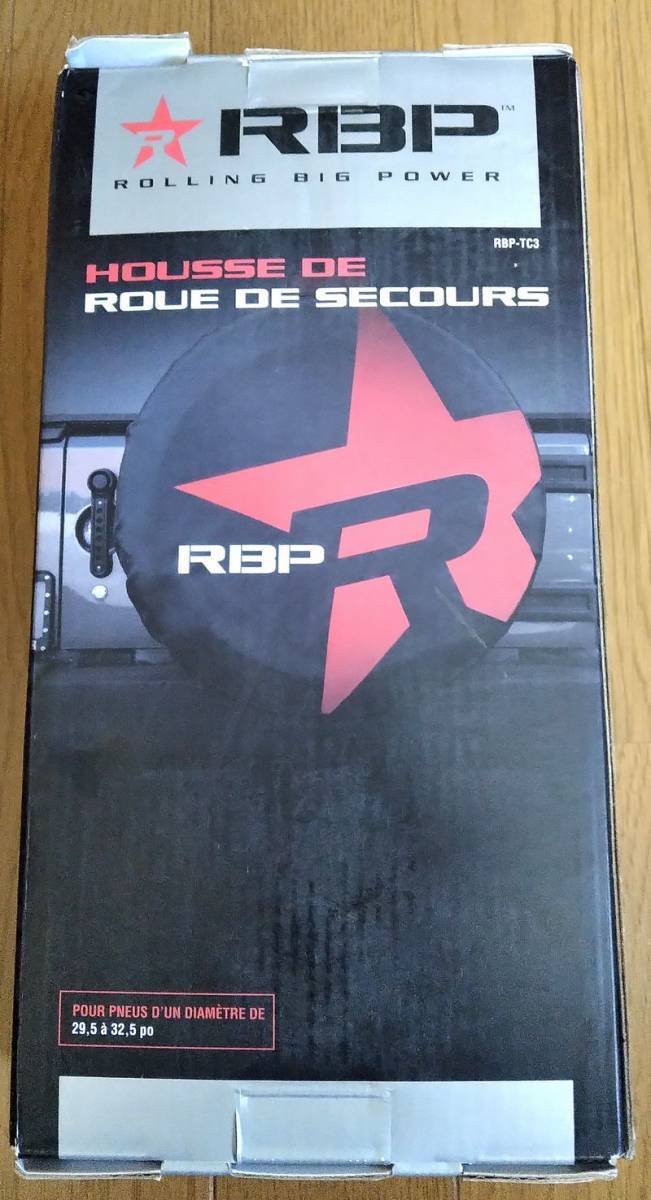 R
RBP™
ROLLING BIG POWER
RBP-TC3
HOUSSE DE
ROUE DE SECOURS
RBP
R
POUR PNEUS D'UN DIAMÈTRE DE
29,5 à 32,5 po